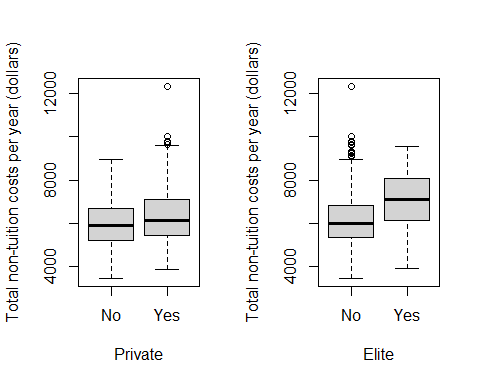 Total non-tuition costs per year (dollars)
12000
8000
4000
No
Yes
Private
Total non-tuition costs per year (dollars)
12000
8000
4000
No
Yes
Elite